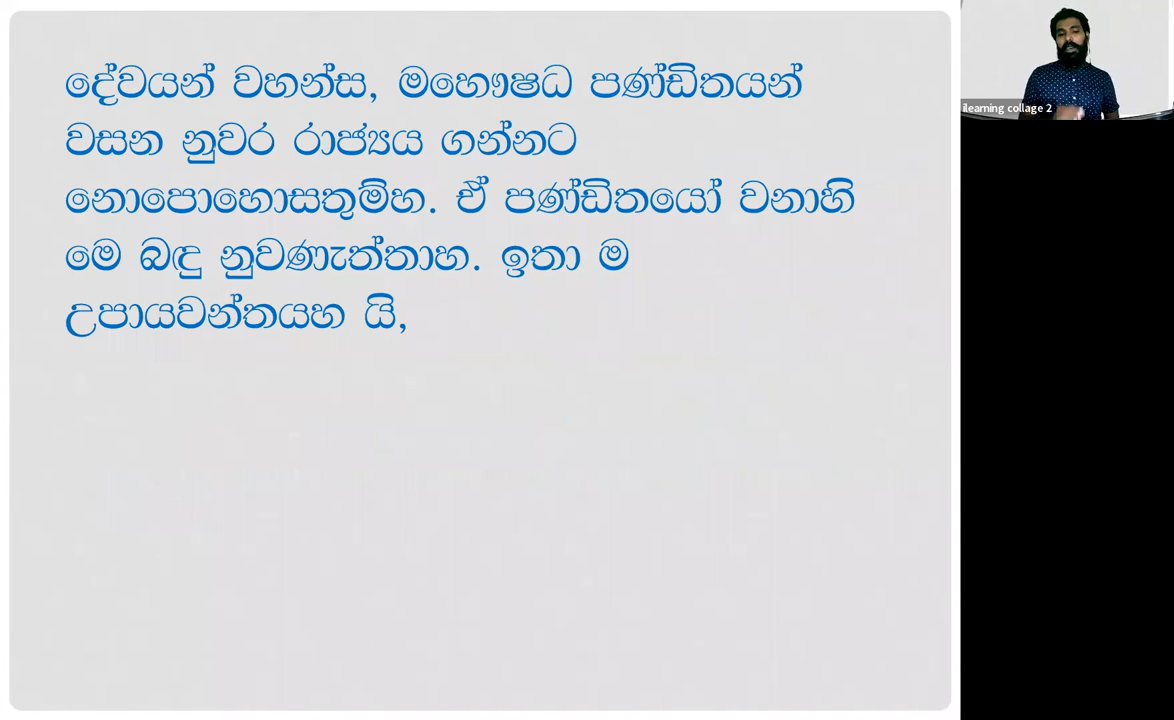 දේවයන් වහන්ස, මහෞෂධ පණ්ඩිතයන්
වසන නුවර රාජ්‍යය ගන්නට
නොපොහොසතුම්හ. ඒ පණ්ඩිතයෝ වනාහි
මෙ බඳු නුවණැත්තාහ. ඉතා ම
උපායවන්තයහ යි,
ilearning collage 2